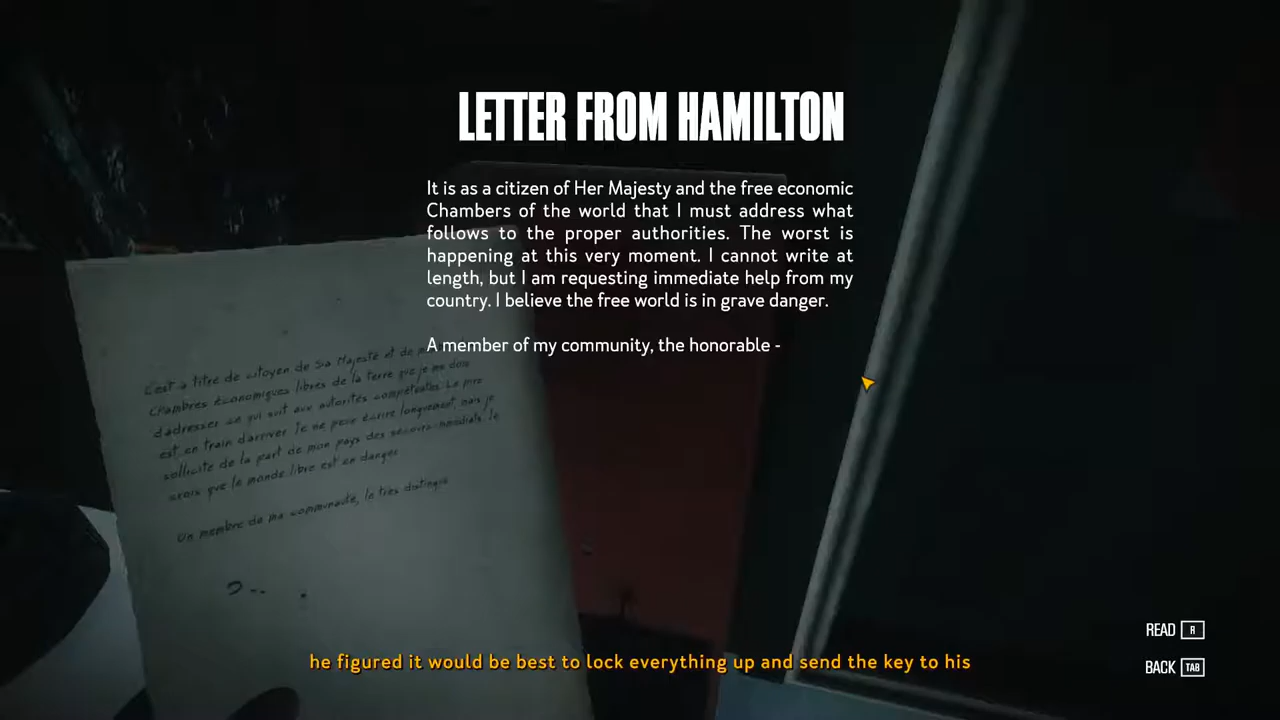 LETTER FROM HAMILTON
It is as a citizen of Her Majesty and the free economic
Chambers of the world that I must address what
follows to the proper authorities. The worst is
happening at this very moment. I cannot write at
length, but I am requesting immediate help from my
country. I believe the free world is in grave danger.
A member of my community, the honorable -
C'est à titre de citoyen de Sa Majesté et de
Chambres économiques libres de la terre que je me dois
d'adresser ce qui suit aux autorités compétentes. Le pire
est en train d'arriver. Je ne peux écrire longuement, mais je
sollicite de la part de mon pays des secours immédiats. Je
crois que le monde libre est en danger
Un membre de ma communauté, le très distingué
he figured it would be best to lock everything up and send the key to his
READ R
BACK TAB